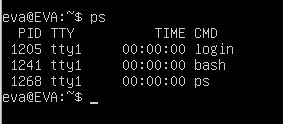 eva@EVA:~$ ps
  PID TTY          TIME CMD
 1205 tty1     00:00:00 login
 1241 tty1     00:00:00 bash
 1268 tty1     00:00:00 ps
eva@EVA:~$ _